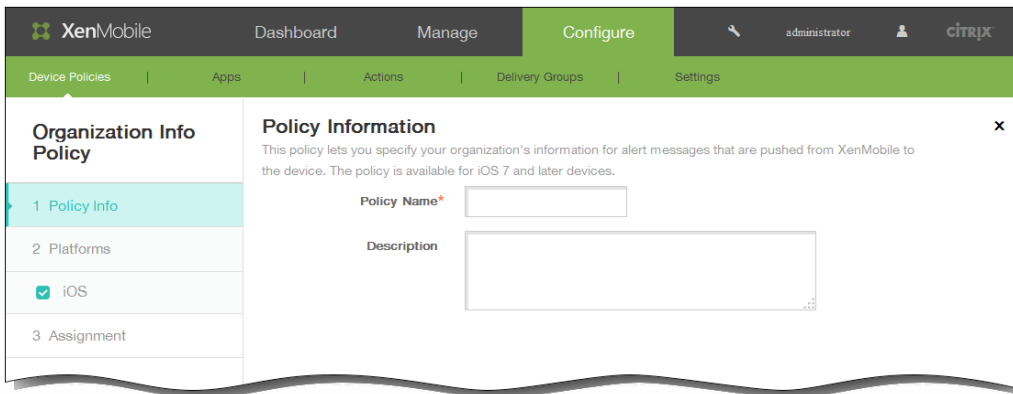 XenMobile Dashboard Manage Configure administrator CITRIX
Device Policies | Apps | Actions | Delivery Groups | Settings
Organization Info
Policy
1 Policy Info
2 Platforms
iOS
3 Assignment
Policy Information
x
This policy lets you specify your organization's information for alert messages that are pushed from XenMobile to
the device. The policy is available for iOS 7 and later devices.
Policy Name*
Description